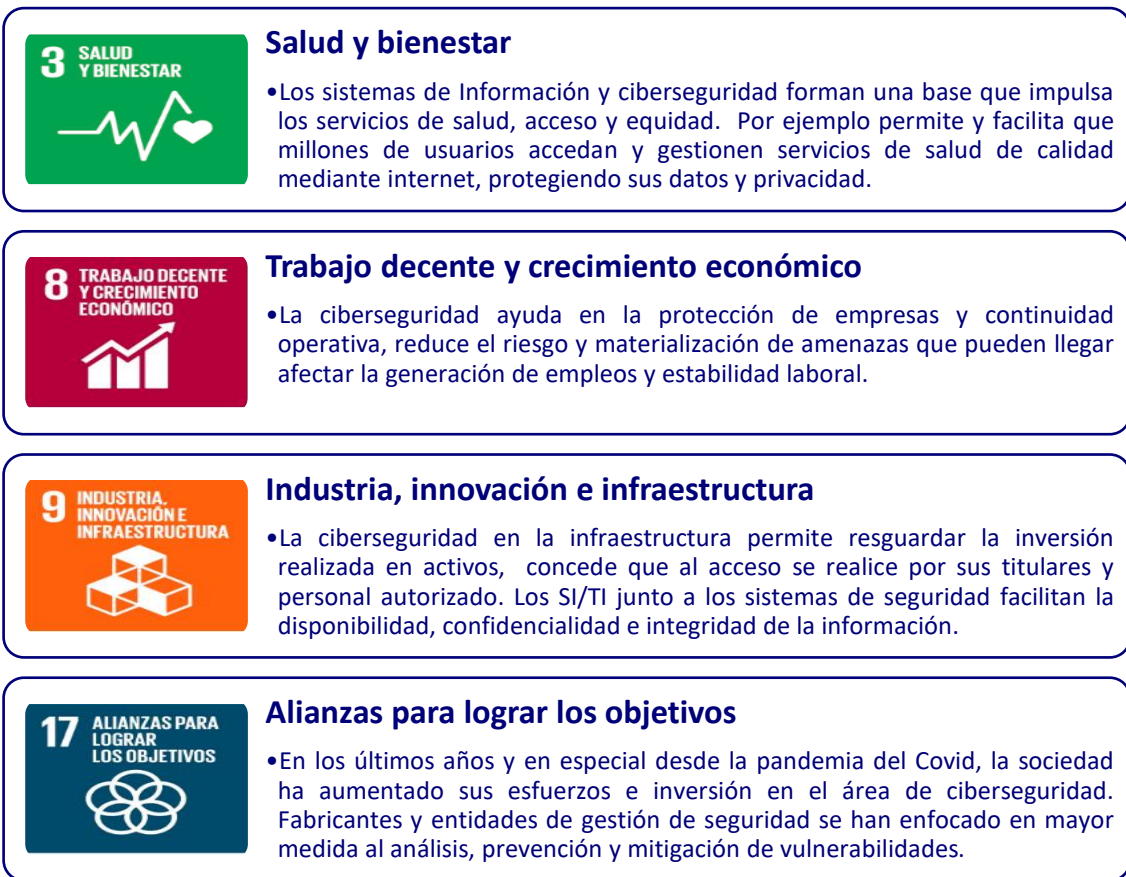 3 SALUD
Y BIENESTAR
Salud y bienestar
•Los sistemas de Información y ciberseguridad forman una base que impulsa
los servicios de salud, acceso y equidad. Por ejemplo permite y facilita que
millones de usuarios accedan y gestionen servicios de salud de calidad
mediante internet, protegiendo sus datos y privacidad.
8 TRABAJO DECENTE
Y CRECIMIENTO
ECONÓMICO
Trabajo decente y crecimiento económico
•La ciberseguridad ayuda en la protección de empresas y continuidad
operativa, reduce el riesgo y materialización de amenazas que pueden llegar
afectar la generación de empleos y estabilidad laboral.
9 INDUSTRIA,
INNOVACIÓN E
INFRAESTRUCTURA
Industria, innovación e infraestructura
•La ciberseguridad en la infraestructura permite resguardar la inversión
realizada en activos, concede que al acceso se realice por sus titulares y
personal autorizado. Los SI/TI junto a los sistemas de seguridad facilitan la
disponibilidad, confidencialidad e integridad de la información.
17 ALIANZAS PARA
LOGRAR
LOS OBJETIVOS
Alianzas para lograr los objetivos
•En los últimos años y en especial desde la pandemia del Covid, la sociedad
ha aumentado sus esfuerzos e inversión en el área de ciberseguridad.
Fabricantes y entidades de gestión de seguridad se han enfocado en mayor
medida al análisis, prevención y mitigación de vulnerabilidades.